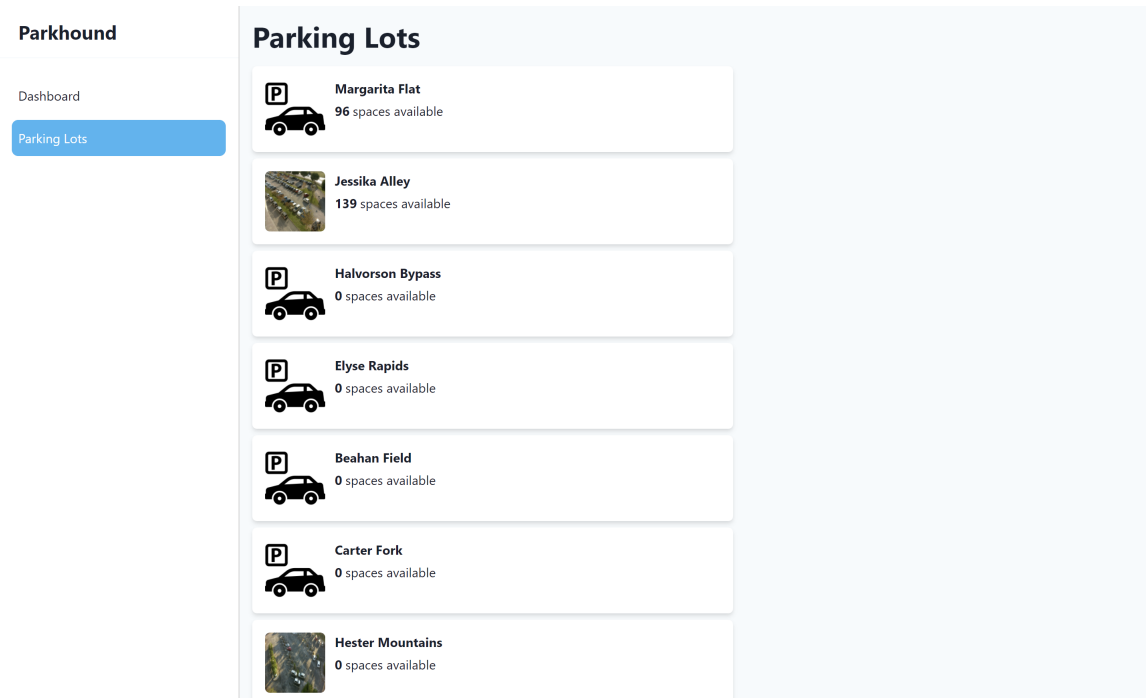 Parkhound
Dashboard
Parking Lots
Parking Lots
P
Margarita Flat
96 spaces available
Jessika Alley
139 spaces available
P
Halvorson Bypass
0 spaces available
P
Elyse Rapids
0 spaces available
P
Beahan Field
0 spaces available
P
Carter Fork
0 spaces available
Hester Mountains
0 spaces available